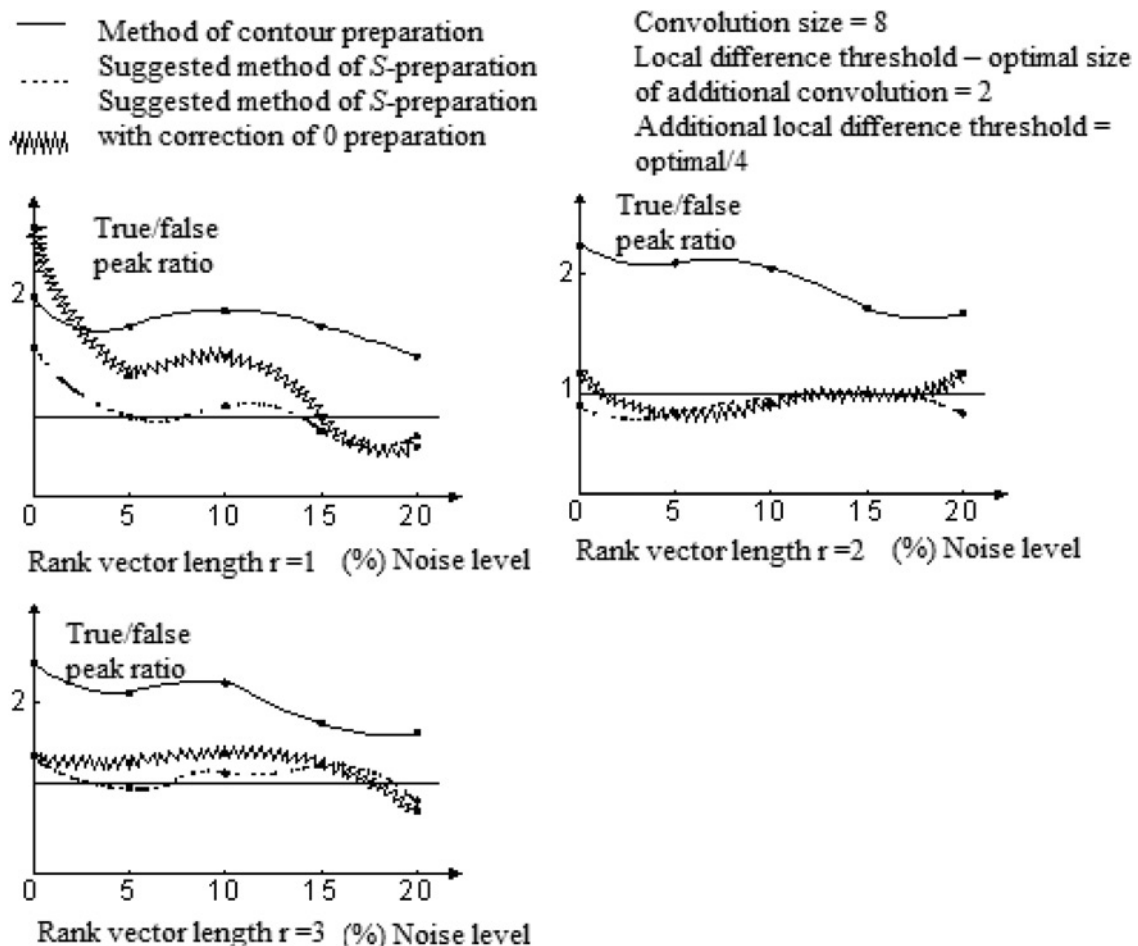 Method of contour preparation
Suggested method of S-preparation
Suggested method of S-preparation
with correction of 0 preparation
Convolution size = 8
Local difference threshold – optimal size
of additional convolution = 2
Additional local difference threshold =
optimal/4
True/false
peak ratio
2
0 5 10 15 20
Rank vector length r =1 (%) Noise level
True/false
peak ratio
2
1
0 5 10 15 20
Rank vector length r =2 (%) Noise level
True/false
peak ratio
2
0 5 10 15 20
Rank vector length r =3 (%) Noise level